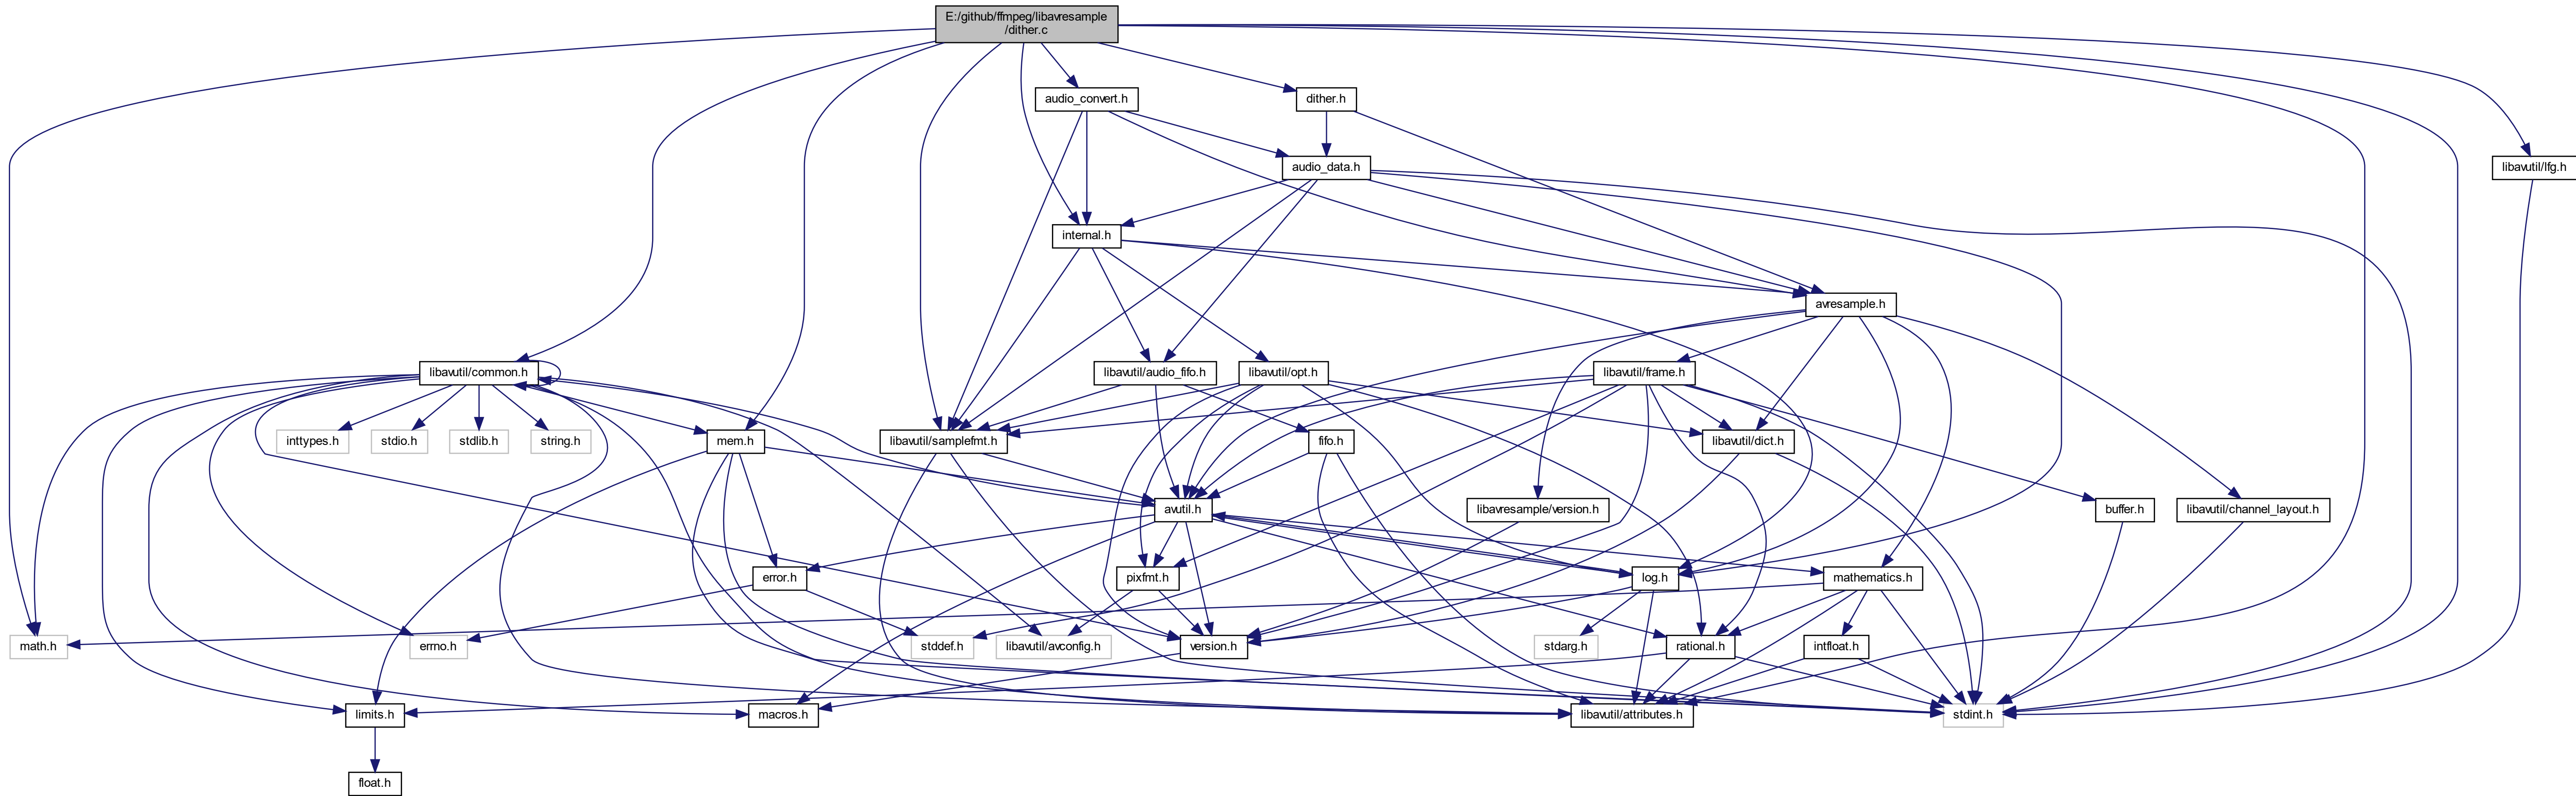 E:/github/ffmpeg/libavresample
/dither.c
audio_convert.h
dither.h
audio_data.h
libavutil/lfg.h
internal.h
avresample.h
libavutil/common.h
libavutil/audio_fifo.h
libavutil/opt.h
libavutil/frame.h
inttypes.h
stdio.h
stdlib.h
string.h
mem.h
libavutil/samplefmt.h
fifo.h
libavutil/dict.h
avutil.h
libavresample/version.h
buffer.h
libavutil/channel_layout.h
error.h
pixfmt.h
log.h
mathematics.h
math.h
errno.h
stddef.h
libavutil/avconfig.h
version.h
stdarg.h
rational.h
intfloat.h
limits.h
macros.h
libavutil/attributes.h
stdint.h
float.h